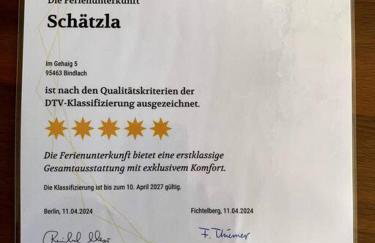 Die Ferienunterkunft
Schätzla
Im Gehaig 5
95463 Bindlach
ist nach den Qualitätskriterien der
DTV-Klassifizierung ausgezeichnet.
Die Ferienunterkunft bietet eine erstklassige
Gesamtausstattung mit exklusivem Komfort.
Die Klassifizierung ist bis zum 10. April 2027 gültig.
Berlin, 11.04.2024
Fichtelberg, 11.04.2024